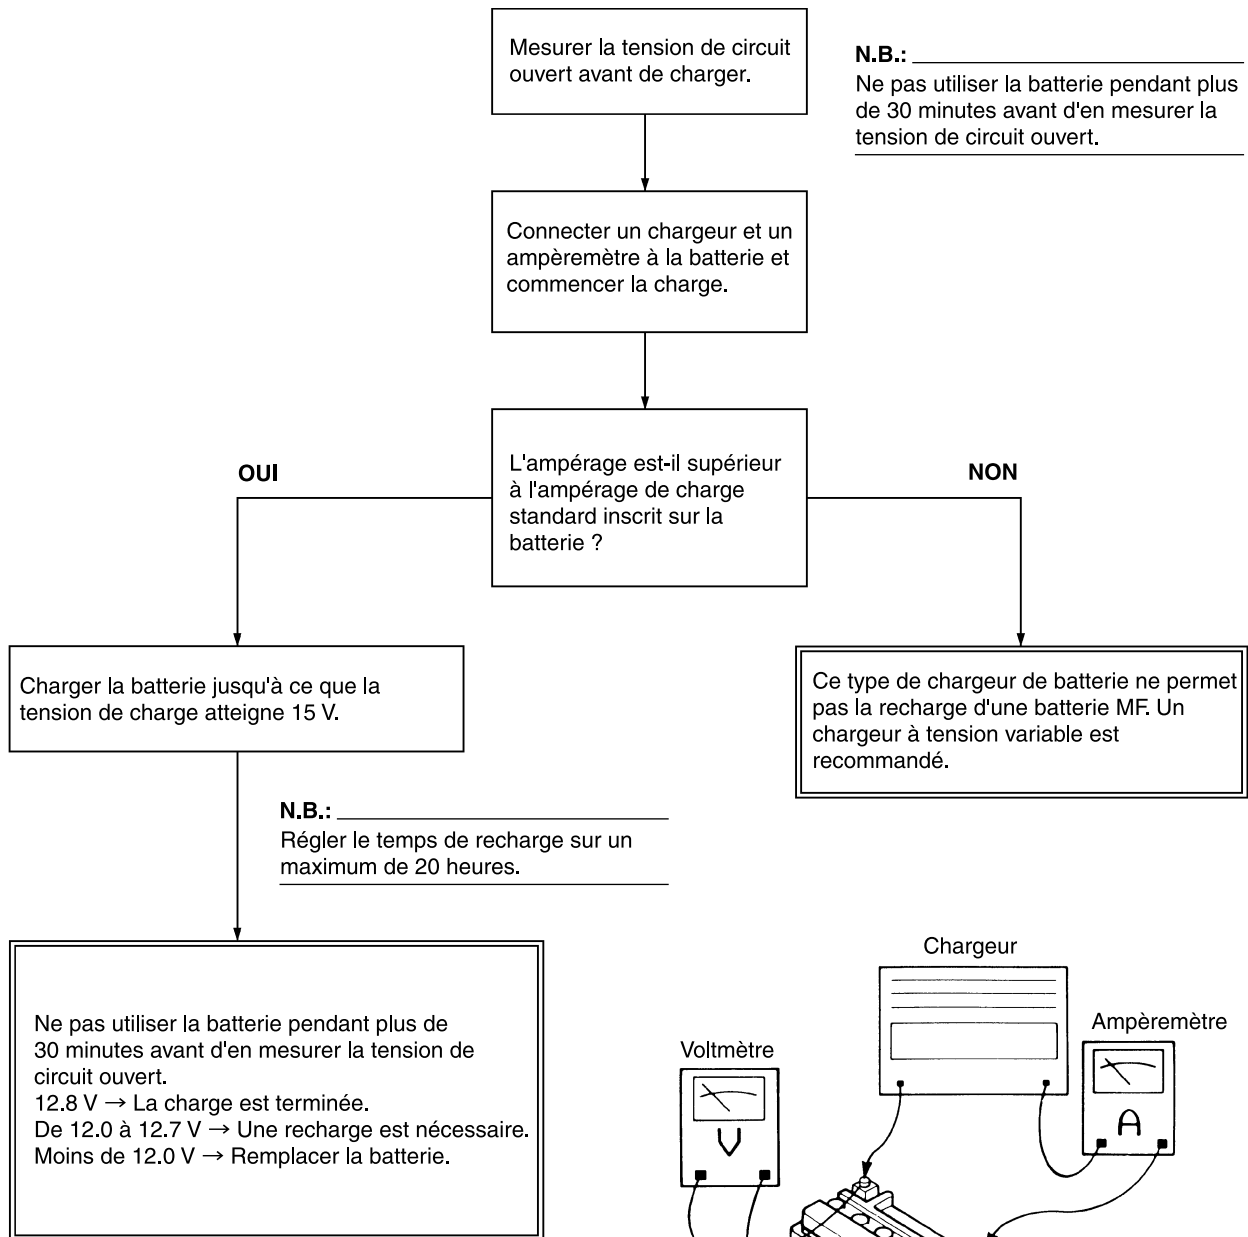 Mesurer la tension de circuit
ouvert avant de charger.
N.B.:
Ne pas utiliser la batterie pendant plus
de 30 minutes avant d'en mesurer la
tension de circuit ouvert.
Connecter un chargeur et un
ampèremètre à la batterie et
commencer la charge.
L'ampérage est-il supérieur
à l'ampérage de charge
standard inscrit sur la
batterie ?
OUI
NON
Charger la batterie jusqu'à ce que la
tension de charge atteigne 15 V.
Ce type de chargeur de batterie ne permet
pas la recharge d'une batterie MF. Un
chargeur à tension variable est
recommandé.
N.B.:
Régler le temps de recharge sur un
maximum de 20 heures.
Ne pas utiliser la batterie pendant plus de
30 minutes avant d'en mesurer la tension de
circuit ouvert.
12.8 V → La charge est terminée.
De 12.0 à 12.7 V → Une recharge est nécessaire.
Moins de 12.0 V → Remplacer la batterie.
Chargeur
Ampèremètre
Voltmètre
A
V